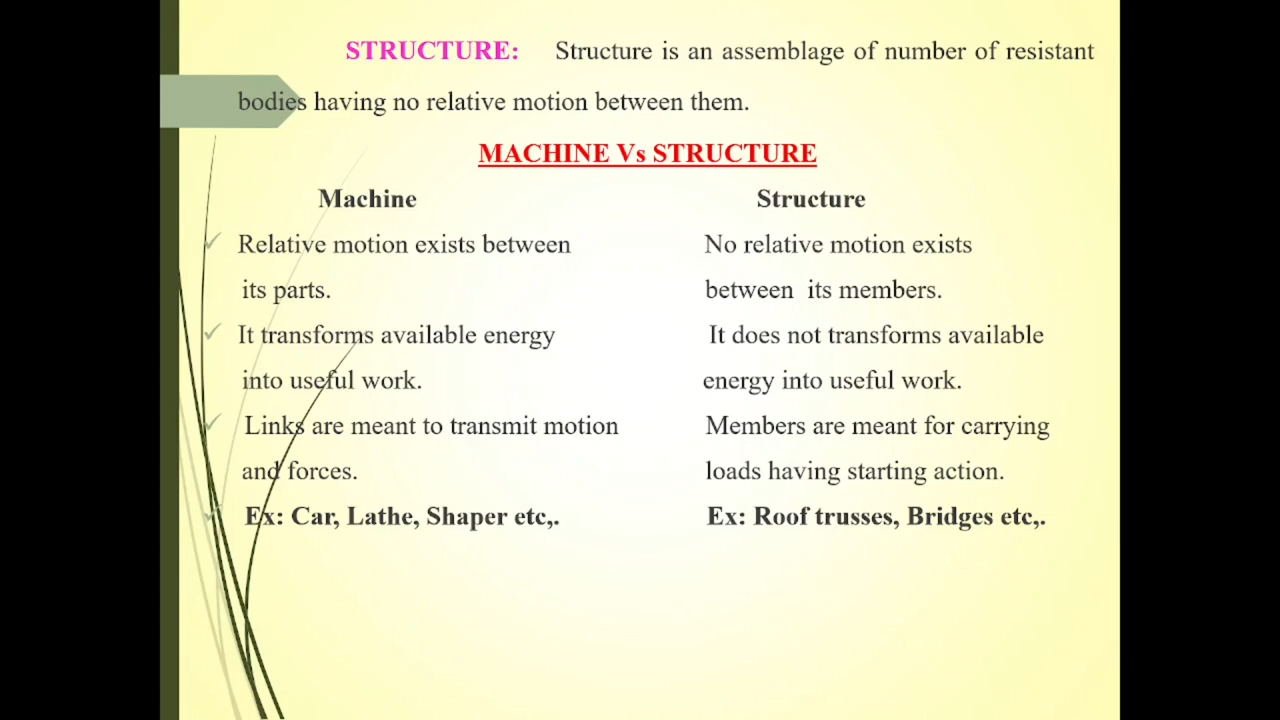 STRUCTURE: Structure is an assemblage of number of resistant
bodies having no relative motion between them.
MACHINE Vs STRUCTURE
Machine Structure
Relative motion exists between No relative motion exists
its parts. between its members.
It transforms available energy It does not transforms available
into useful work. energy into useful work.
Links are meant to transmit motion Members are meant for carrying
and forces. loads having starting action.
Ex: Car, Lathe, Shaper etc,. Ex: Roof trusses, Bridges etc,.